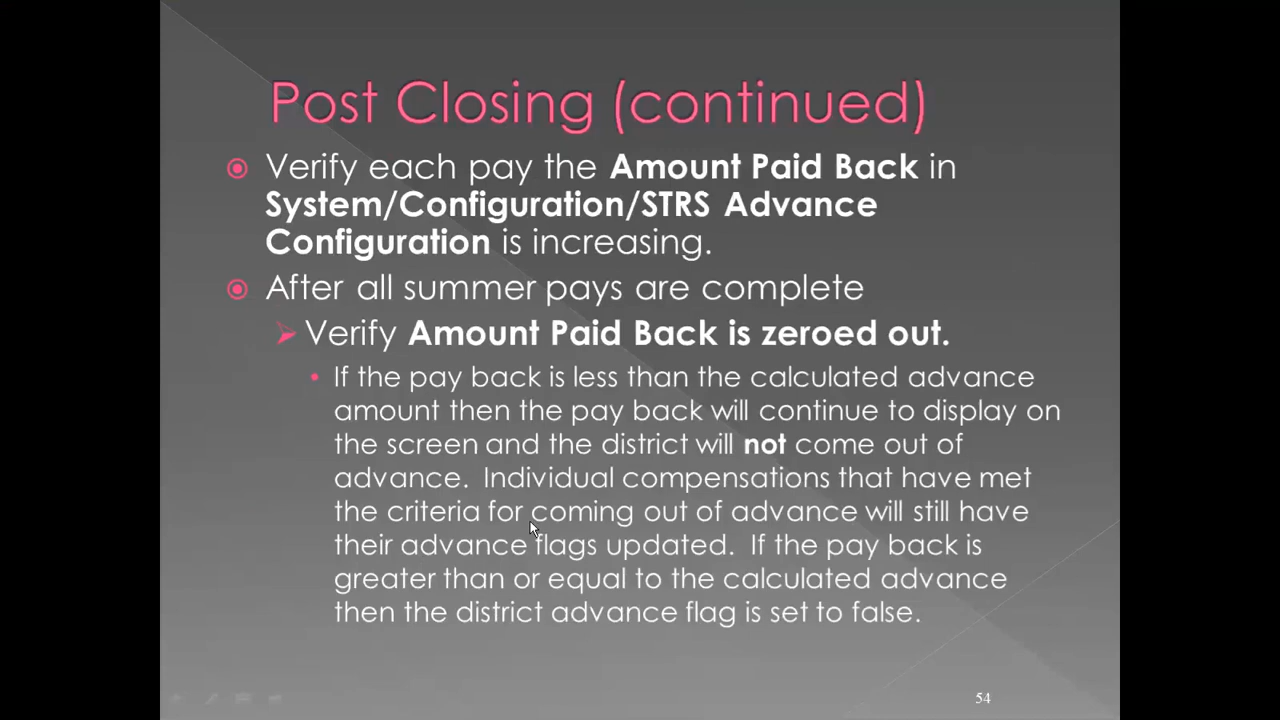 Post Closing (continued)
Verify each pay the Amount Paid Back in
System/Configuration/STRS Advance
Configuration is increasing.
After all summer pays are complete
Verify Amount Paid Back is zeroed out.
If the pay back is less than the calculated advance
amount then the pay back will continue to display on
the screen and the district will not come out of
advance.  Individual compensations that have met
the criteria for coming out of advance will still have
their advance flags updated.  If the pay back is
greater than or equal to the calculated advance
then the district advance flag is set to false.
54